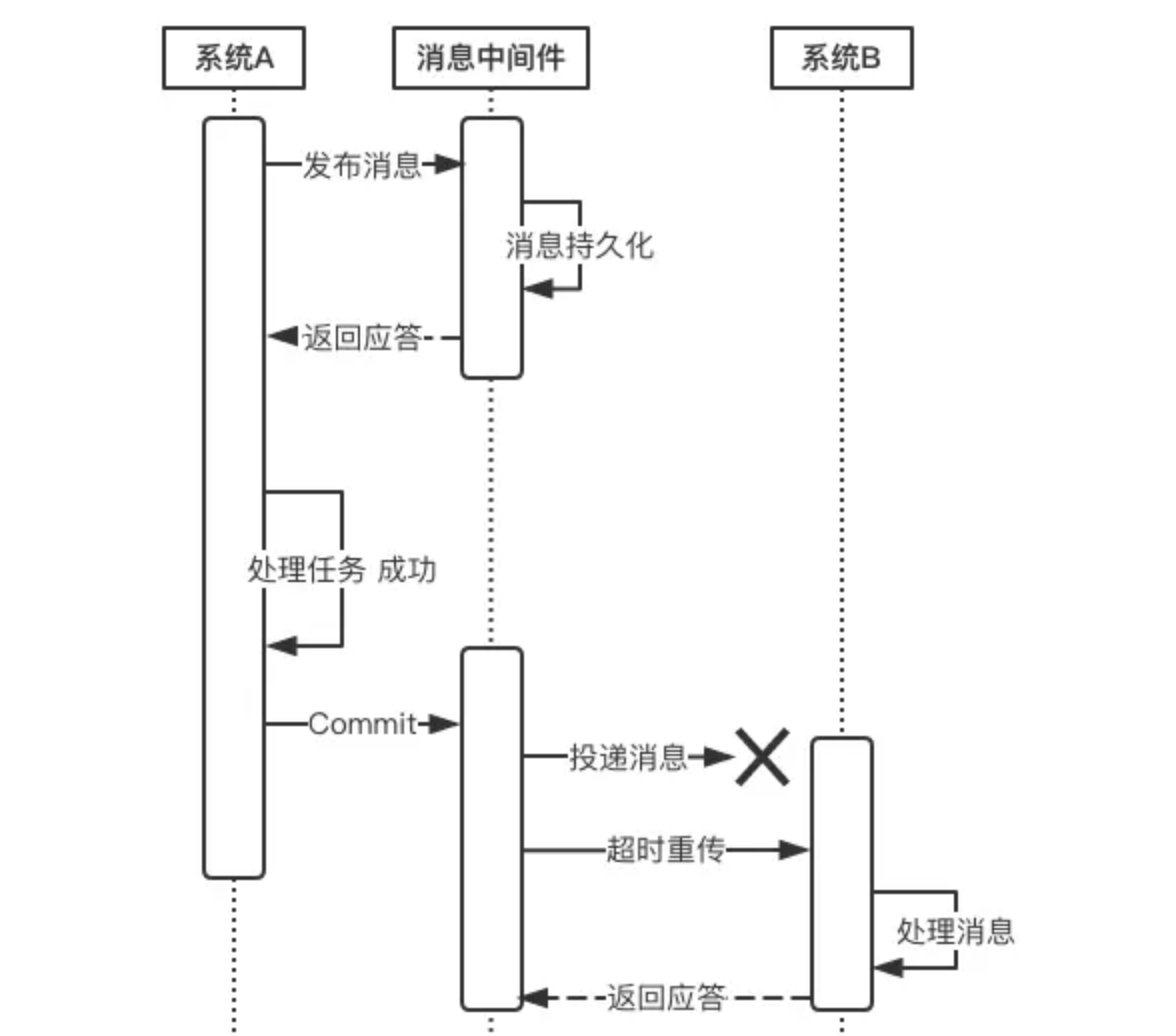 系统A
消息中间件
系统B
发布消息
消息持久化
返回应答
处理任务 成功
Commit
投递消息
超时重传
处理消息
返回应答